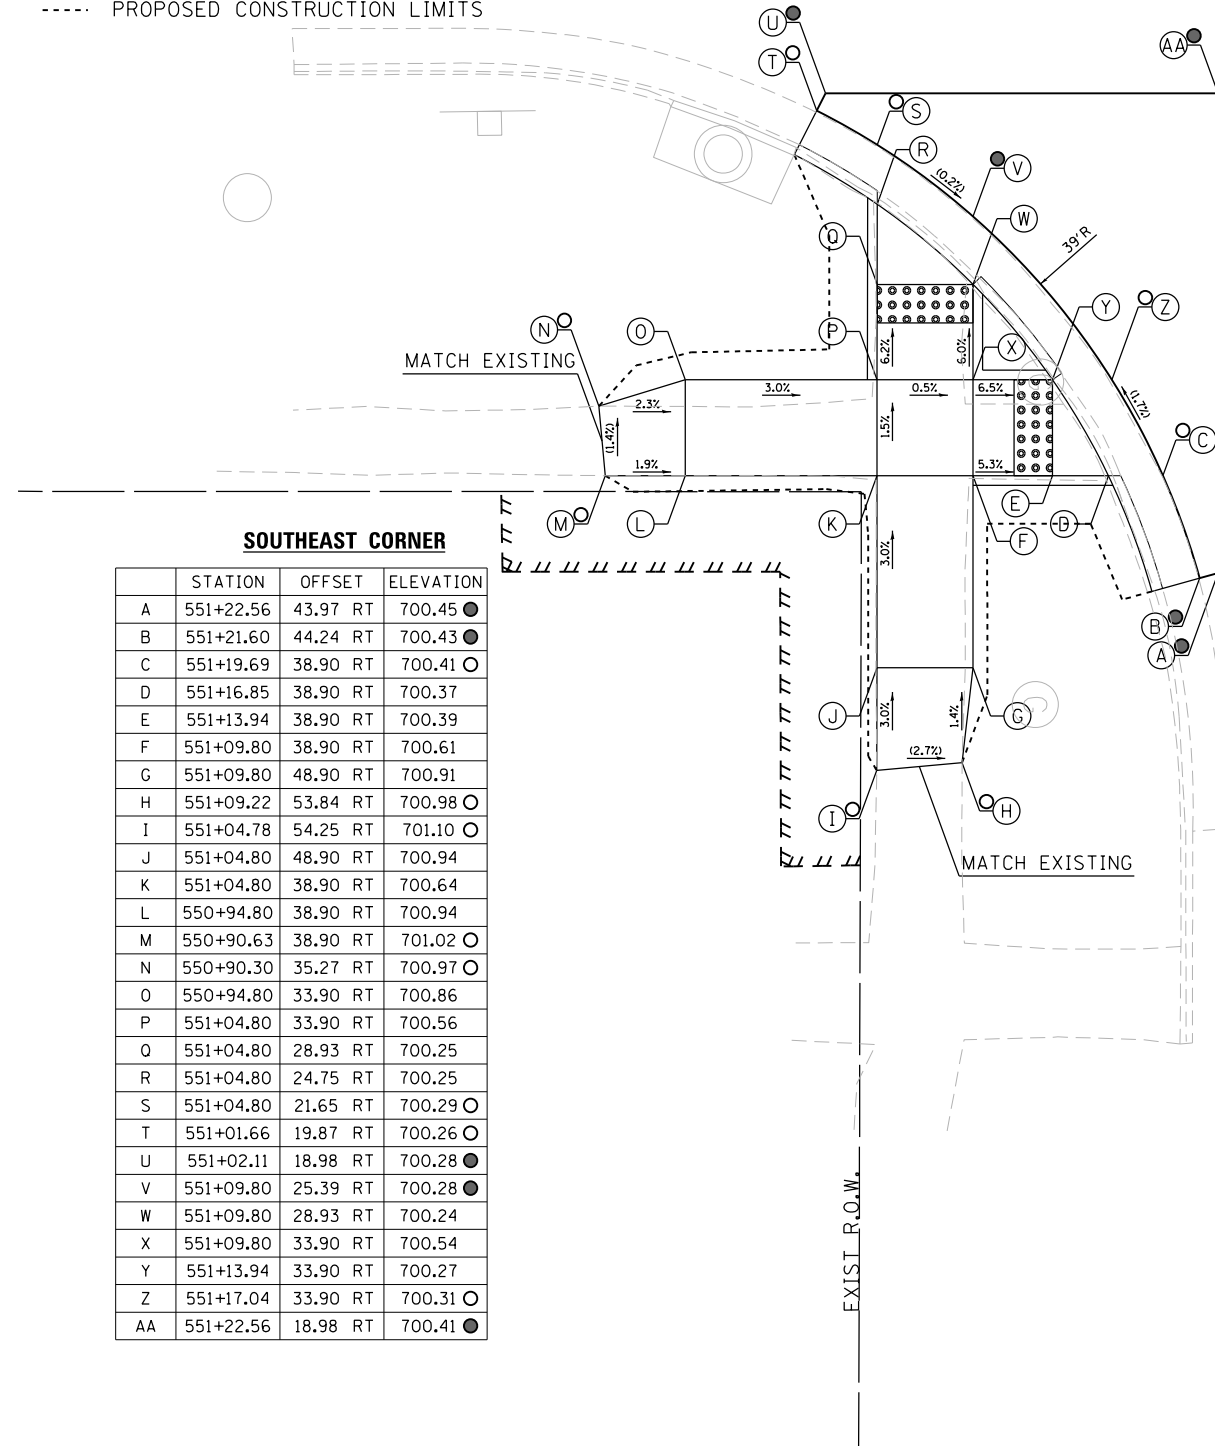 PROPOSED CONSTRUCTION LIMITS
U
AA
T
S
R
(0.2%)
V
W
Q
39'R
Y
Z
N
O
P
6.2%
6.0%
X
MATCH EXISTING
3.0%
0.5%
6.5%
2.3%
(1.4%)
1.5%
(1.7%)
C
1.9%
5.3%
M
L
K
E
D
F
3.0%
B
A
J
3.0%
1.4%
G
(2.7%)
I
H
MATCH EXISTING
EXIST R.O.W.
SOUTHEAST CORNER
STATION OFFSET ELEVATION
A 551+22.56 43.97 RT 700.45
B 551+21.60 44.24 RT 700.43
C 551+19.69 38.90 RT 700.41
D 551+16.85 38.90 RT 700.37
E 551+13.94 38.90 RT 700.39
F 551+09.80 38.90 RT 700.61
G 551+09.80 48.90 RT 700.91
H 551+09.22 53.84 RT 700.98
I 551+04.78 54.25 RT 701.10
J 551+04.80 48.90 RT 700.94
K 551+04.80 38.90 RT 700.64
L 550+94.80 38.90 RT 700.94
M 550+90.63 38.90 RT 701.02
N 550+90.30 35.27 RT 700.97
O 550+94.80 33.90 RT 700.86
P 551+04.80 33.90 RT 700.56
Q 551+04.80 28.93 RT 700.25
R 551+04.80 24.75 RT 700.25
S 551+04.80 21.65 RT 700.29
T 551+01.66 19.87 RT 700.26
U 551+02.11 18.98 RT 700.28
V 551+09.80 25.39 RT 700.28
W 551+09.80 28.93 RT 700.24
X 551+09.80 33.90 RT 700.54
Y 551+13.94 33.90 RT 700.27
Z 551+17.04 33.90 RT 700.31
AA 551+22.56 18.98 RT 700.41